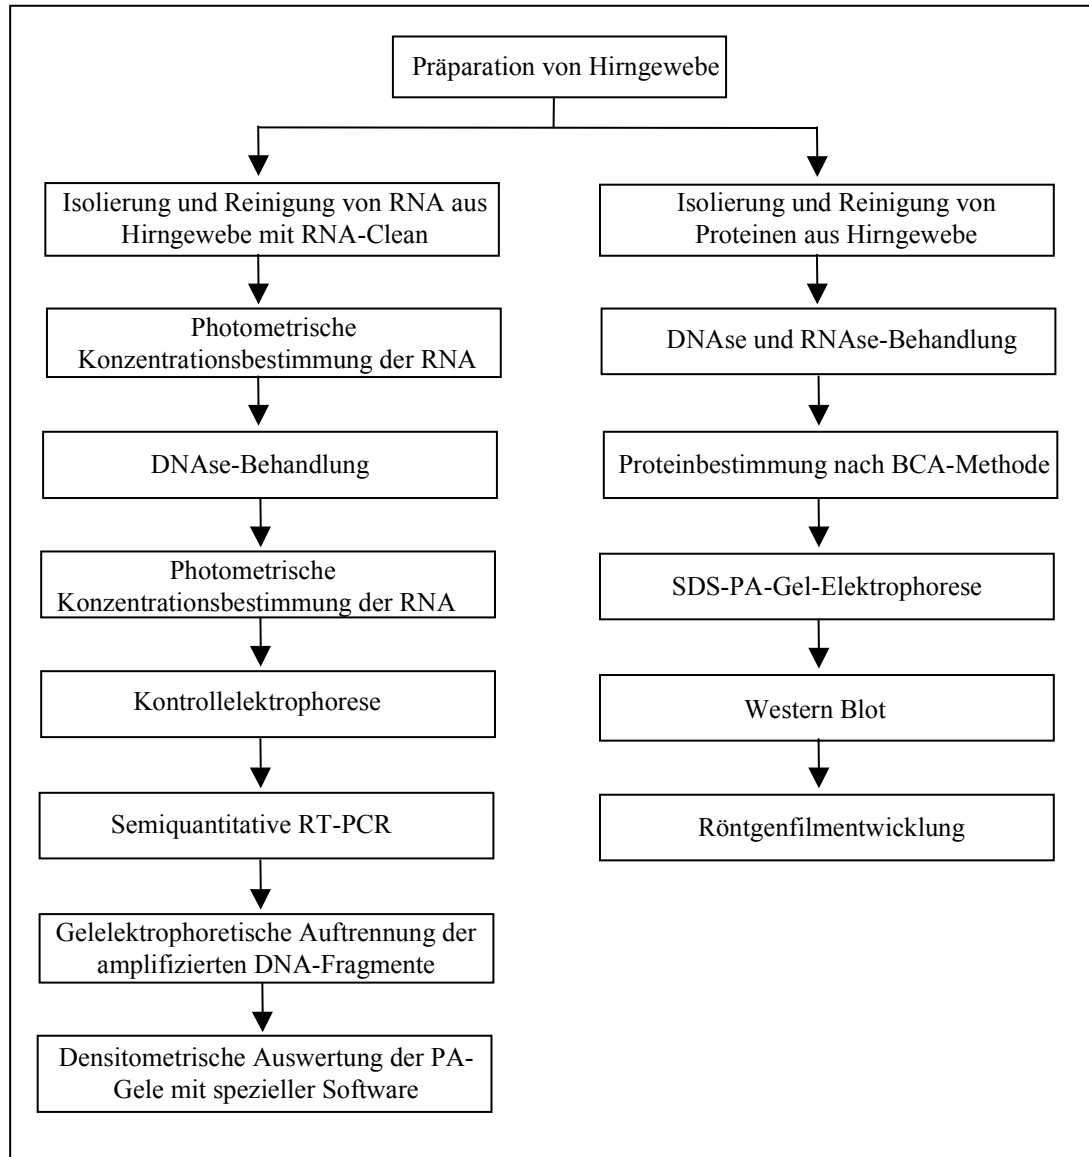 Präparation von Hirngewebe
Isolierung und Reinigung von RNA aus
Hirngewebe mit RNA-Clean
Photometrische
Konzentrationsbestimmung der RNA
DNAse-Behandlung
Photometrische
Konzentrationsbestimmung der RNA
Kontrollelektrophorese
Semiquantitative RT-PCR
Gelelektrophoretische Auftrennung der
amplifizierten DNA-Fragmente
Densitometrische Auswertung der PA-
Gele mit spezieller Software
Isolierung und Reinigung von
Proteinen aus Hirngewebe
DNAse und RNAse-Behandlung
Proteinbestimmung nach BCA-Methode
SDS-PA-Gel-Elektrophorese
Western Blot
Röntgenfilmentwicklung